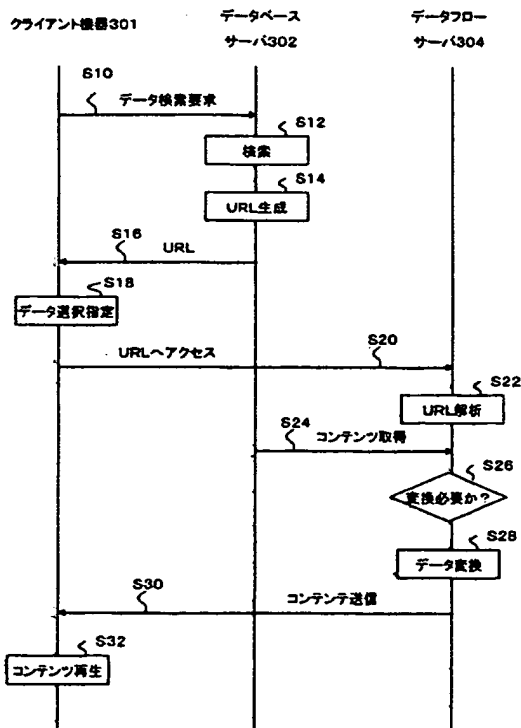 クライアント機器301
データベース
サーバ302
データフロー
サーバ304
S10
データ検索要求
S12
検索
S14
URL生成
S16
URL
S18
データ選択指定
URLへアクセス
S20
S22
URL解析
S24
コンテンツ取得
S26
変換必要か?
S28
データ変換
S30
コンテンテ送信
S32
コンテンツ再生